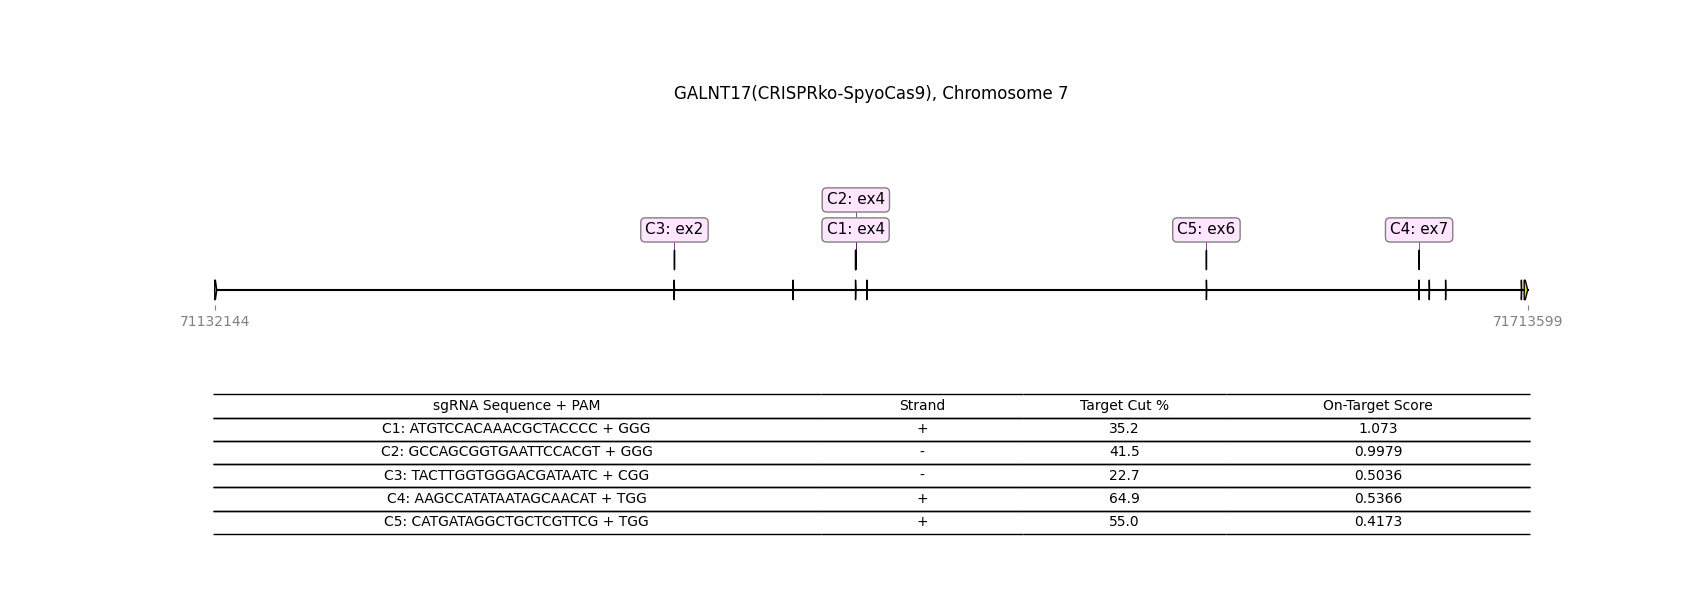 GALNT17(CRISPRko-SpyoCas9), Chromosome 7
C2: ex4
C3: ex2 C1: ex4 C5: ex6 C4: ex7
71132144 71713599
sgRNA Sequence + PAM Strand Target Cut % On-Target Score
C1: ATGTCCACAAACGCTACCCC + GGG + 35.2 1.073
C2: GCCAGCGGTGAATTCCACGT + GGG - 41.5 0.9979
C3: TACTTGGTGGGACGATAATC + CGG - 22.7 0.5036
C4: AAGCCATATAATAGCAACAT + TGG + 64.9 0.5366
C5: CATGATAGGCTGCTCGTTCG + TGG + 55.0 0.4173